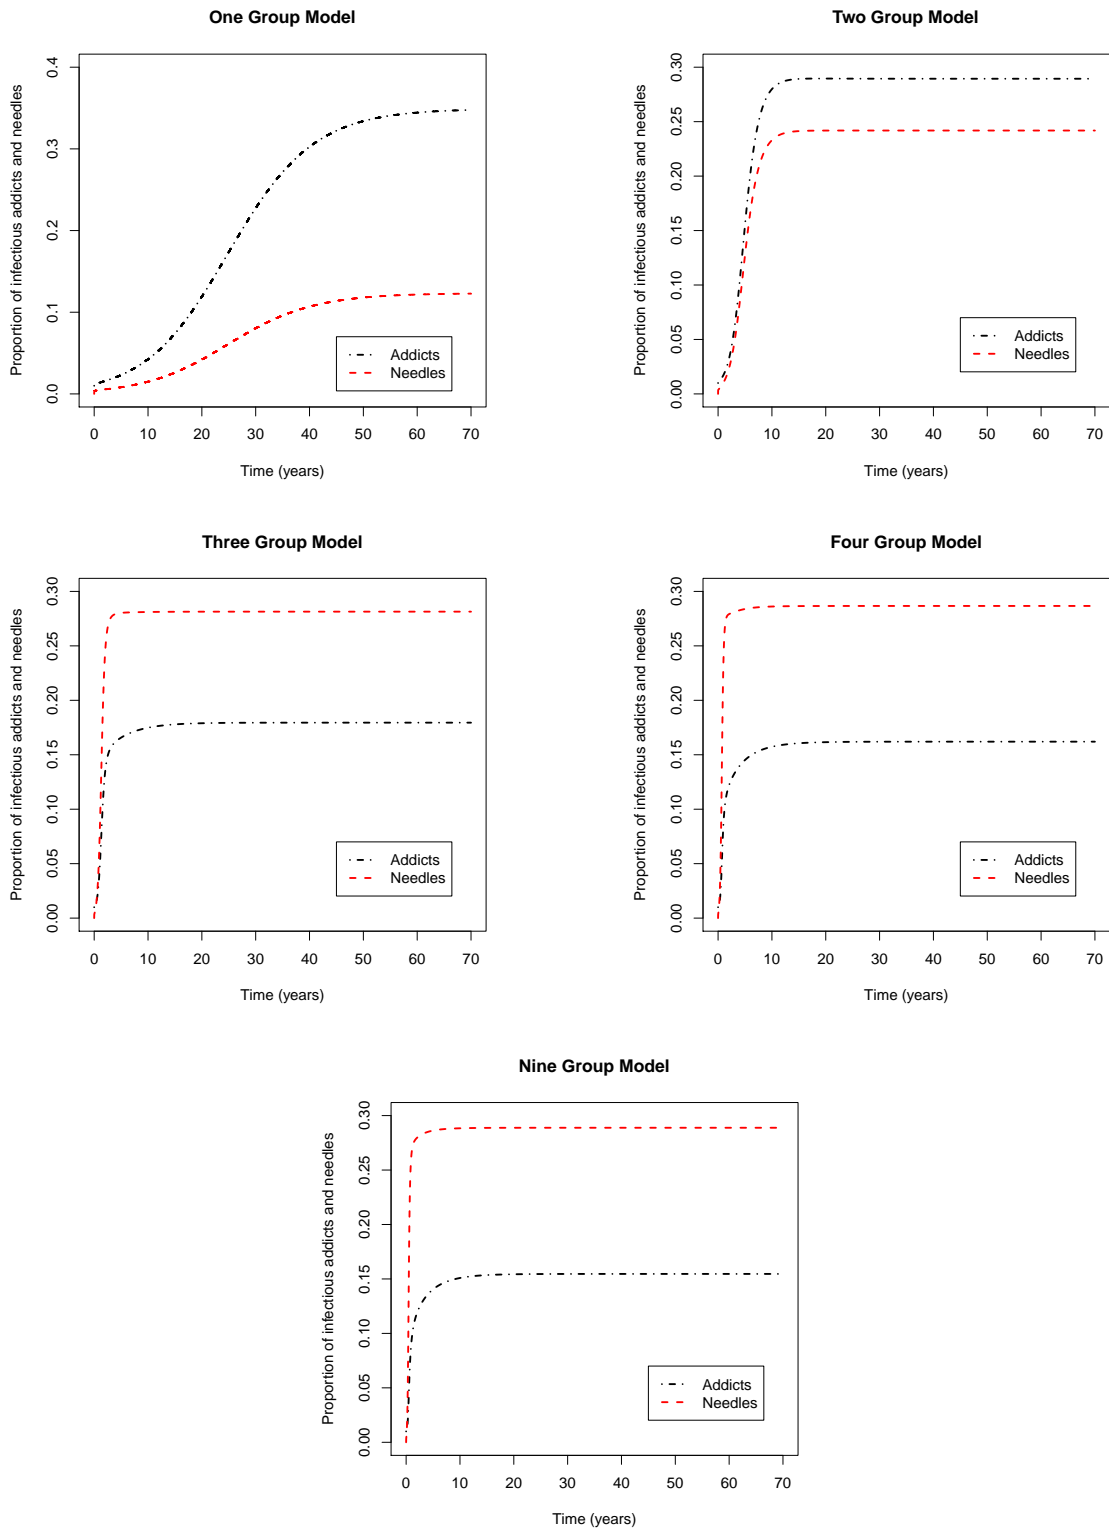 One Group Model
Proportion of infectious addicts and needles
0.0 0.1 0.2 0.3 0.4
0 10 20 30 40 50 60 70
Time (years)
Addicts
Needles
Two Group Model
Proportion of infectious addicts and needles
0.00 0.05 0.10 0.15 0.20 0.25 0.30
0 10 20 30 40 50 60 70
Time (years)
Addicts
Needles
Three Group Model
Proportion of infectious addicts and needles
0.00 0.05 0.10 0.15 0.20 0.25 0.30
0 10 20 30 40 50 60 70
Time (years)
Addicts
Needles
Four Group Model
Proportion of infectious addicts and needles
0.00 0.05 0.10 0.15 0.20 0.25 0.30
0 10 20 30 40 50 60 70
Time (years)
Addicts
Needles
Nine Group Model
Proportion of infectious addicts and needles
0.00 0.05 0.10 0.15 0.20 0.25 0.30
0 10 20 30 40 50 60 70
Time (years)
Addicts
Needles